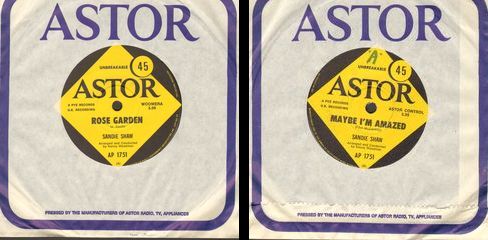 ASTOR
UNBREAKABLE 45
ASTOR
A PYE RECORDS
U.K. RECORDING
WOOMERA
ROSE GARDEN
SANDIE SHAW
AP 1751
PRESSED BY THE MANUFACTURERS OF ASTOR RADIO, TV, APPLIANCES
ASTOR
A
UNBREAKABLE 45
ASTOR
A PYE RECORDS
U.K. RECORDING
ASTOR CONTROL
MAYBE I'M AMAZED
SANDIE SHAW
AP 1751
PRESSED BY THE MANUFACTURERS OF ASTOR RADIO, TV, APPLIANCES